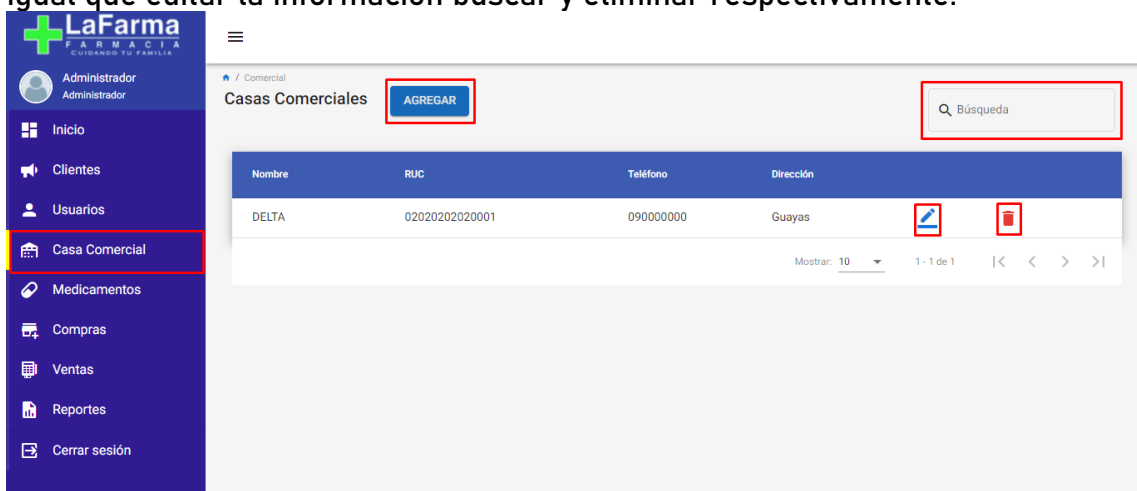 igual que editar la información buscar y eliminar respectivamente.
LaFarma
FARMACIA
CUIDANDO TU FAMILIA
Administrador
Administrador
Inicio
Clientes
Usuarios
Casa Comercial
Medicamentos
Compras
Ventas
Reportes
Cerrar sesión
/ Comercial
Casas Comerciales
AGREGAR
Búsqueda
Nombre RUC Teléfono Dirección
DELTA 02020202020001 090000000 Guayas
Mostrar: 10 1 - 1 de 1